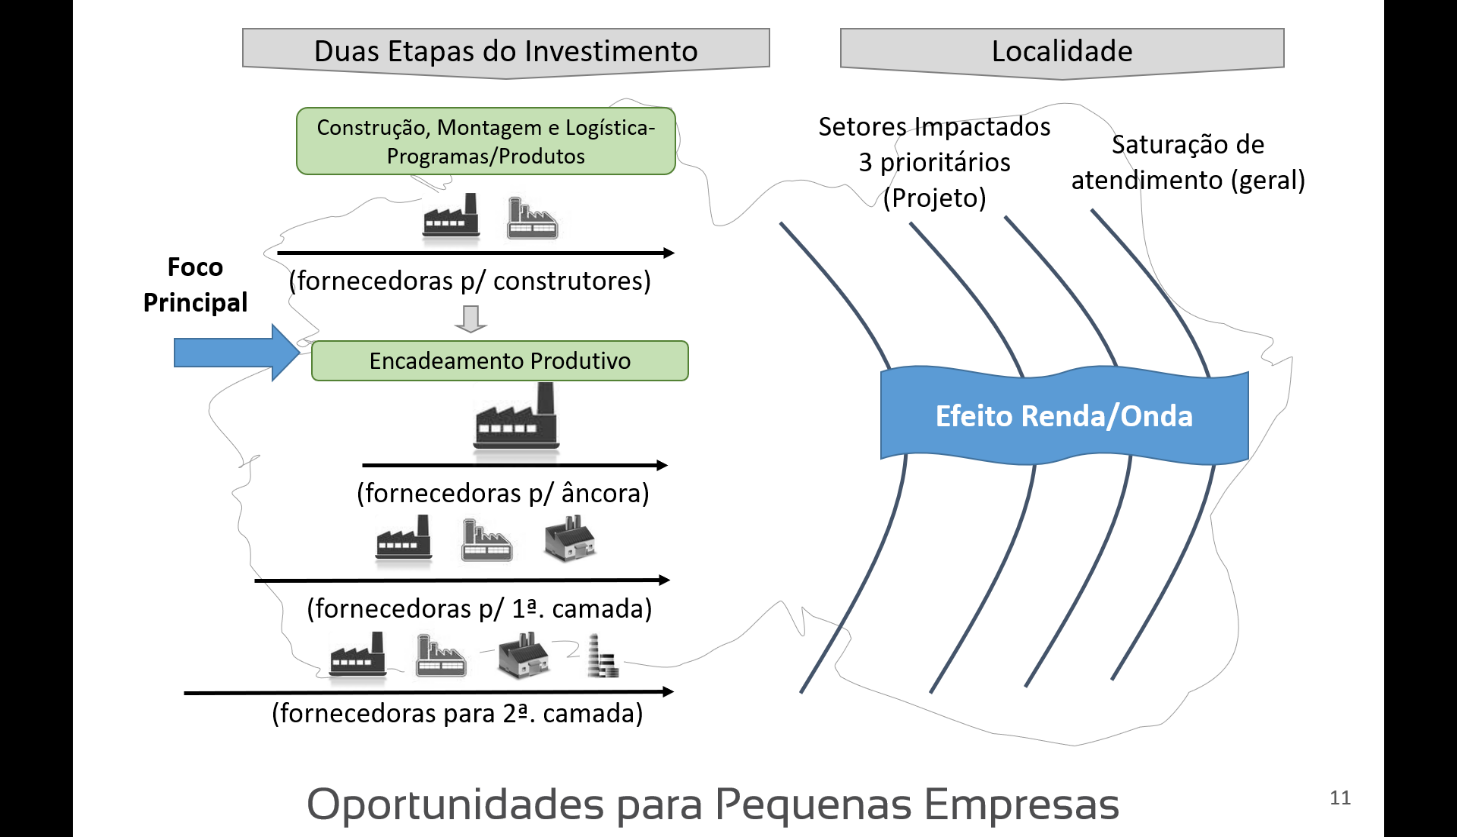 Duas Etapas do Investimento
Construção, Montagem e Logística-
Programas/Produtos
(fornecedoras p/ construtores)
Foco
Principal
Encadeamento Produtivo
(fornecedoras p/ âncora)
(fornecedoras p/ 1ª. camada)
(fornecedoras para 2ª. camada)
Localidade
Setores Impactados
3 prioritários
(Projeto)
Saturação de
atendimento (geral)
Efeito Renda/Onda
Oportunidades para Pequenas Empresas
11